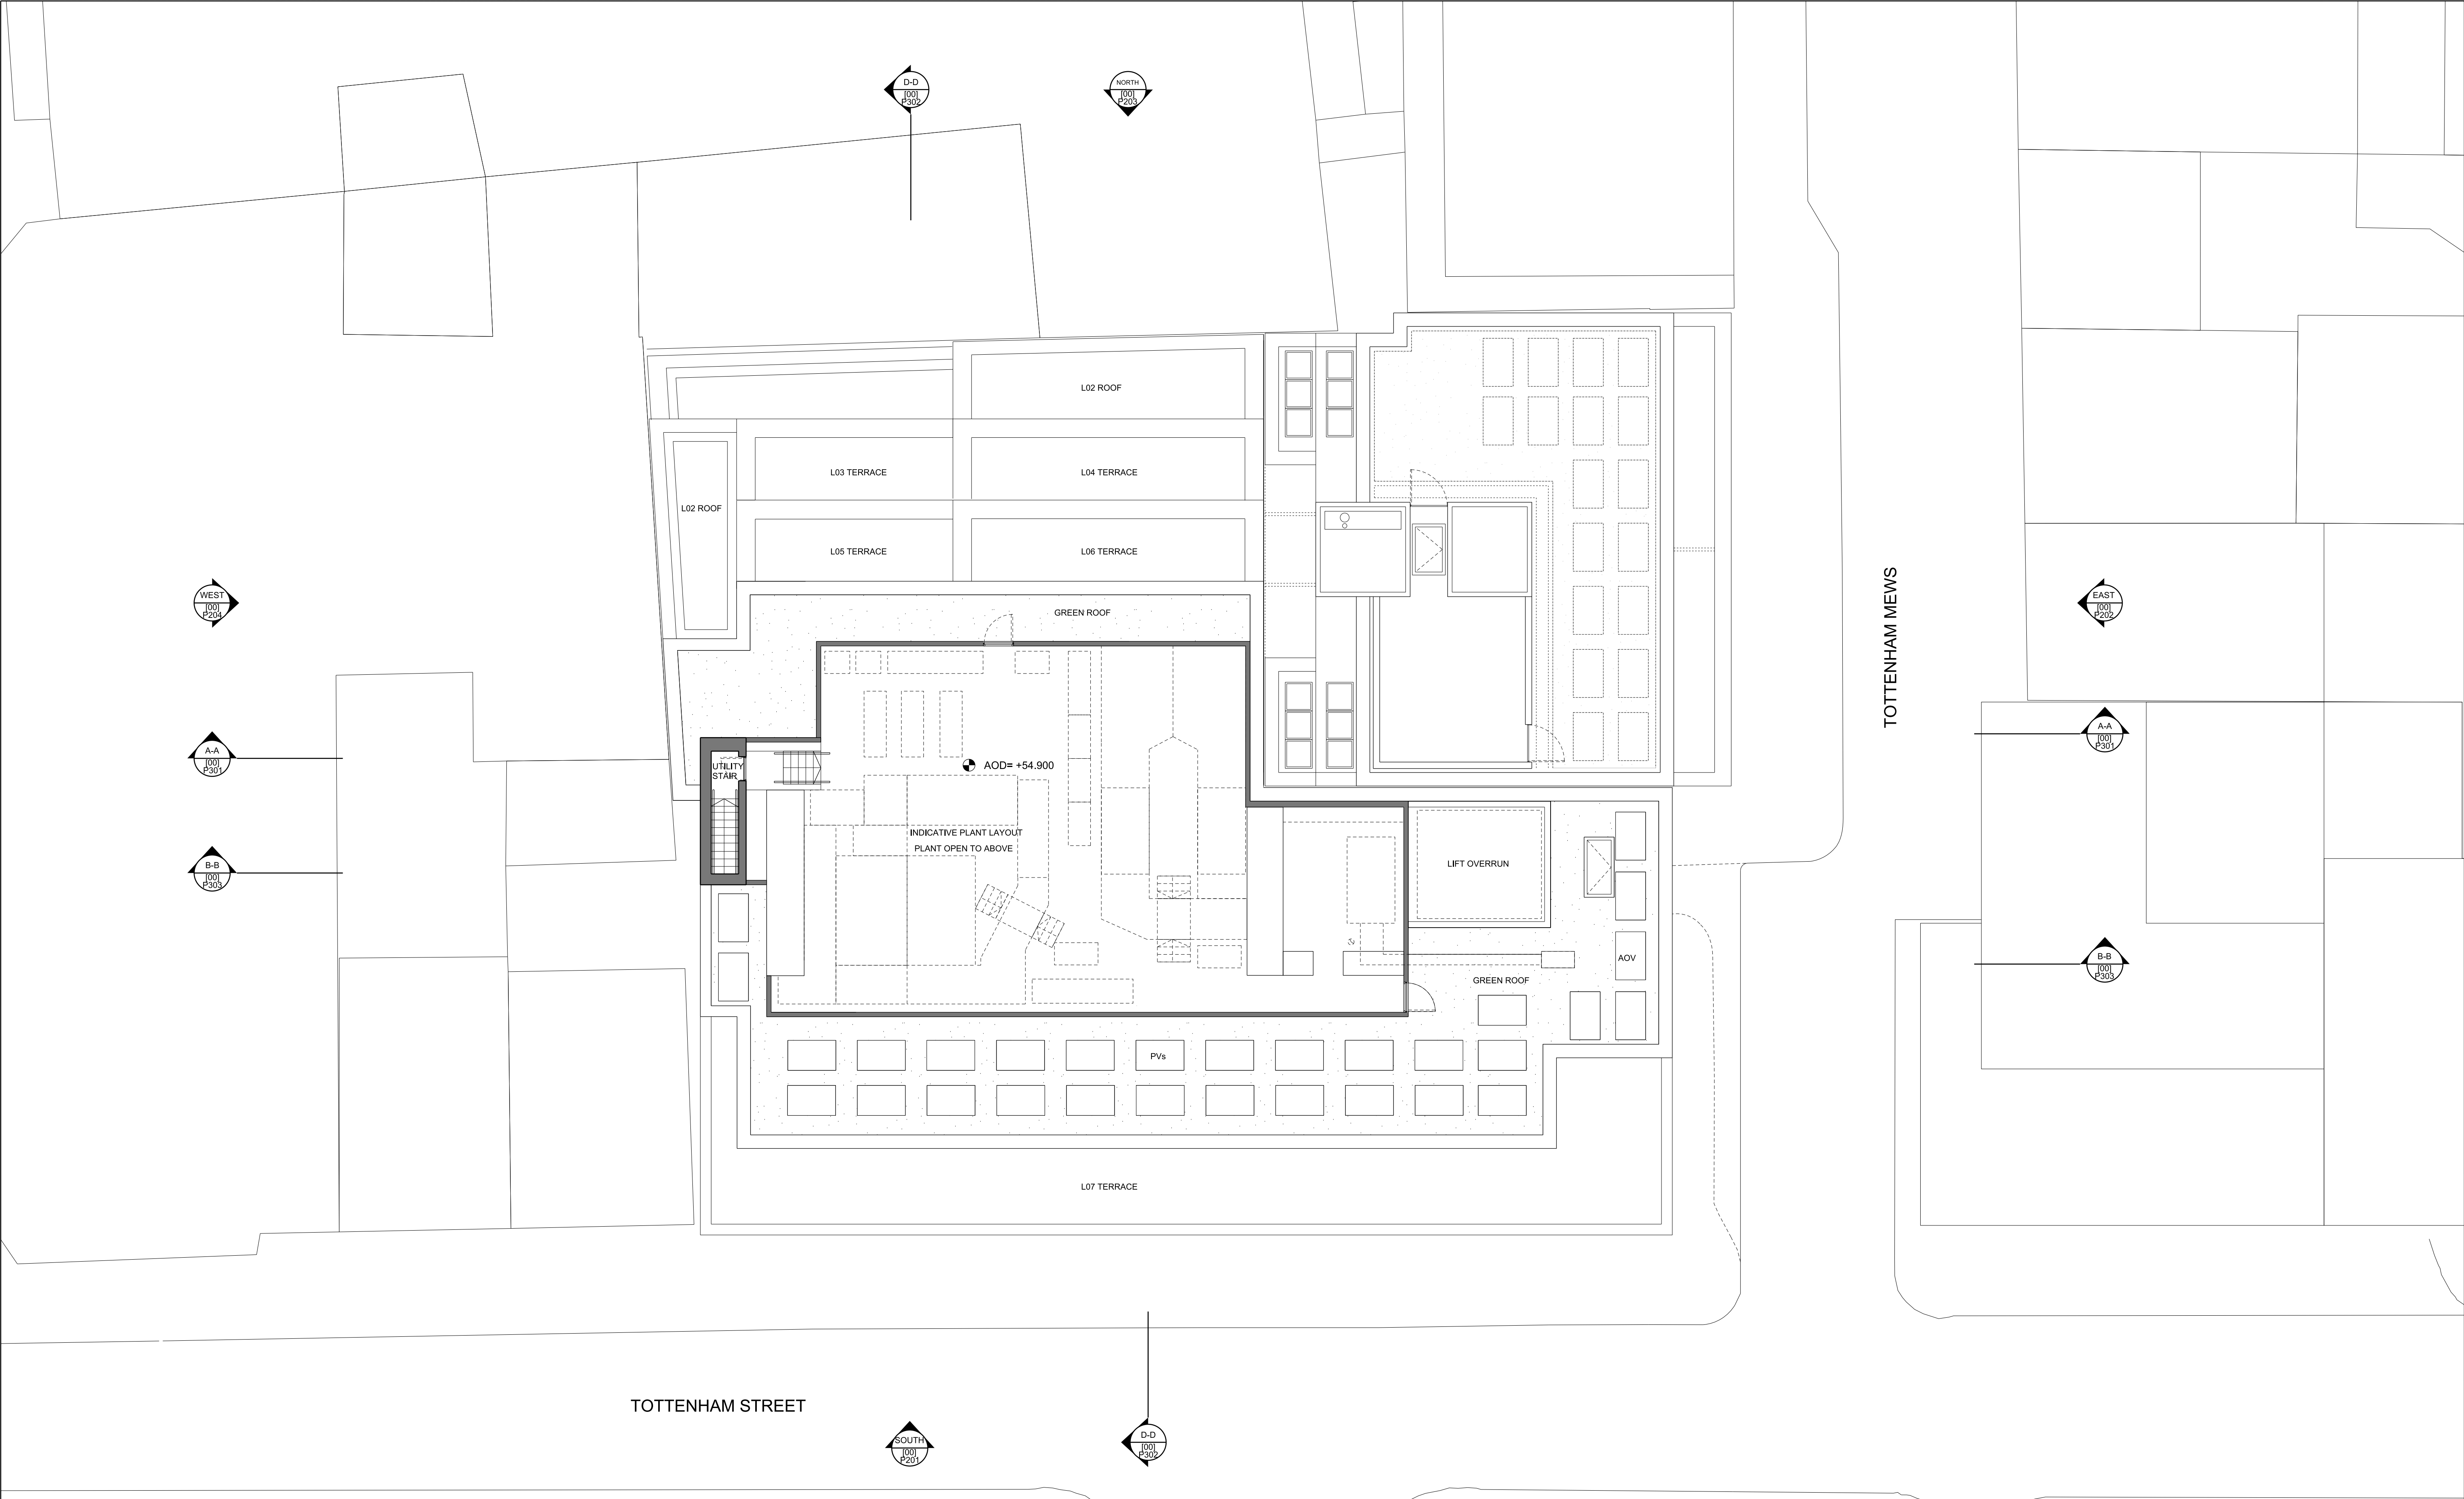 D-D
[00]
P302
NORTH
[00]
P203
L02 ROOF
L03 TERRACE
L04 TERRACE
L02 ROOF
L05 TERRACE
L06 TERRACE
WEST
[00]
P204
GREEN ROOF
TOTTENHAM MEWS
EAST
[00]
P202
A-A
[00]
P301
UTILITY
STAIR
AOD= +54.900
A-A
[00]
P301
INDICATIVE PLANT LAYOUT
PLANT OPEN TO ABOVE
LIFT OVERRUN
B-B
[00]
P303
AOV
GREEN ROOF
B-B
[00]
P303
PVs
L07 TERRACE
TOTTENHAM STREET
SOUTH
[00]
P201
D-D
[00]
P302